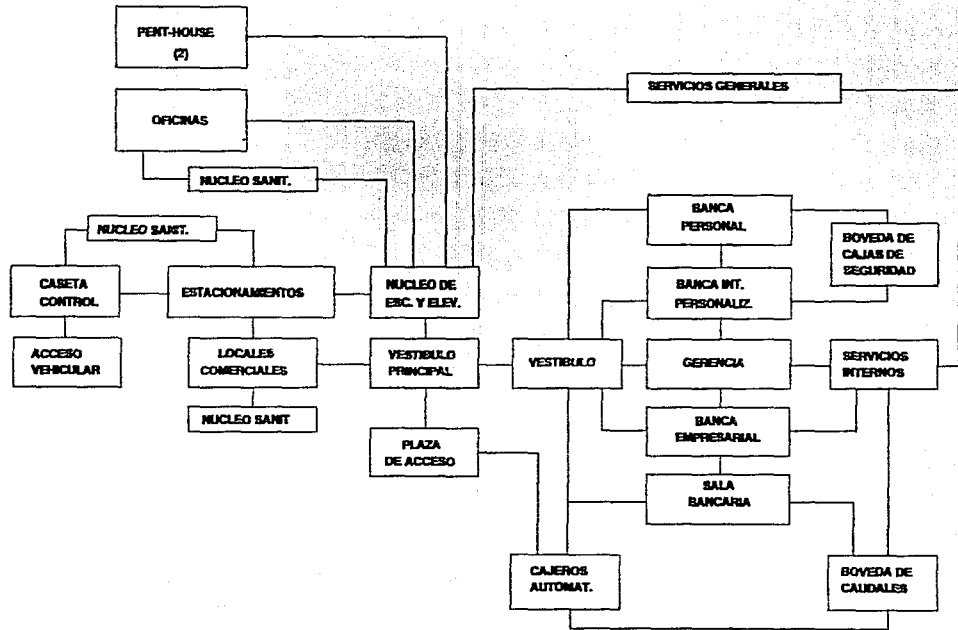 PENT-HOUSE
(2)
SERVICIOS GENERALES
OFICINAS
NUCLEO SANIT.
NUCLEO SANIT.
BANCA
PERSONAL
BOVEDA DE
CAJAS DE
SEGURIDAD
CASETA
CONTROL
ESTACIONAMIENTOS
NUCLEO DE
ESC. Y ELEV.
BANCA INT.
PERSONALIZ.
ACCESO
VEHICULAR
LOCALES
COMERCIALES
VESTIBULO
PRINCIPAL
VESTIBULO
GERENCIA
SERVICIOS
INTERNOS
NUCLEO SANIT
BANCA
EMPRESARIAL
PLAZA
DE ACCESO
SALA
BANCARIA
CAJEROS
AUTOMAT.
BOVEDA DE
CAUDALES